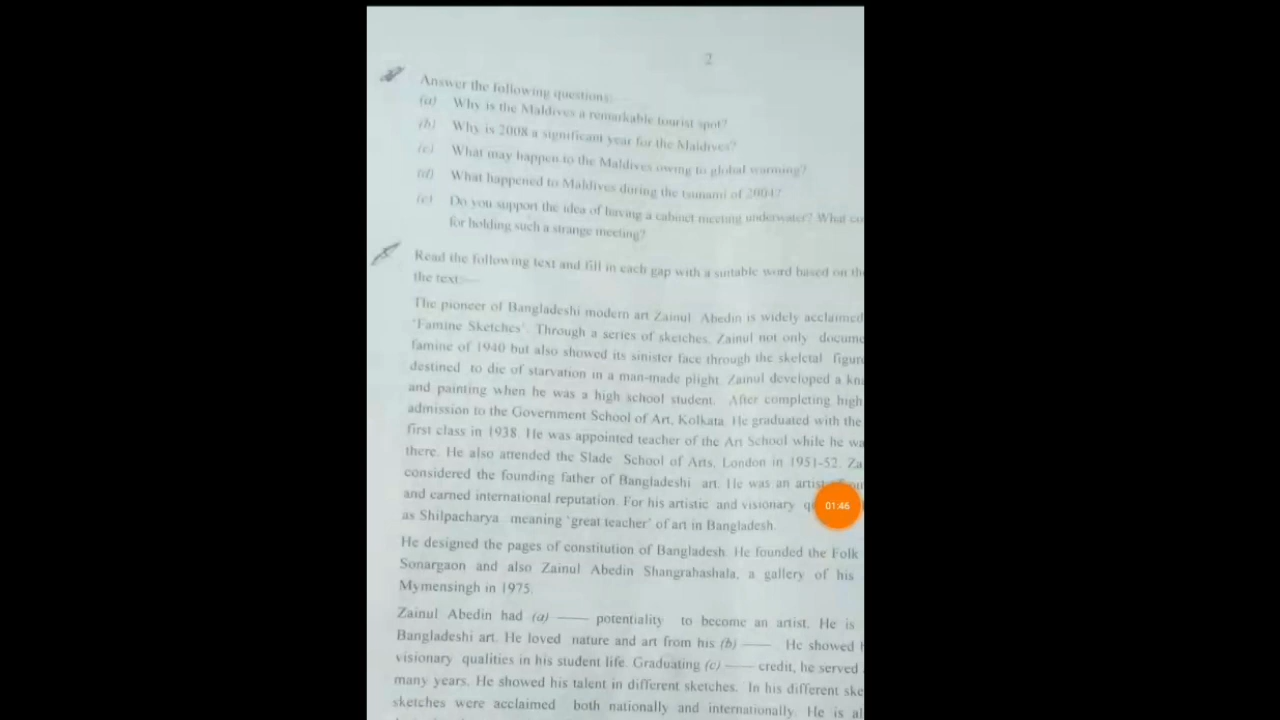 2
Answer the following questions:—
(a) Why is the Maldives a remarkable tourist spot?
(b) Why is 2008 a significant year for the Maldives?
(c) What may happen to the Maldives owing to global warming?
(d) What happened to Maldives during the tsunami of 2004?
(e) Do you support the idea of having a cabinet meeting underwater? What
for holding such a strange meeting?
Read the following text and fill in each gap with a suitable word based on
the text:—
The pioneer of Bangladeshi modern art Zainul Abedin is widely acclaimed
'Famine Sketches'. Through a series of sketches, Zainul not only docume
famine of 1940 but also showed its sinister face through the skeletal figur
destined to die of starvation in a man-made plight. Zainul developed a
and painting when he was a high school student. After completing high
admission to the Government School of Art, Kolkata. He graduated with the
first class in 1938. He was appointed teacher of the Art School while he wa
there. He also attended the Slade School of Arts, London in 1951-52. Za
considered the founding father of Bangladeshi art. He was an artist
and earned international reputation. For his artistic and visionary q
01:46
as Shilpacharya meaning 'great teacher' of art in Bangladesh.
He designed the pages of constitution of Bangladesh. He founded the Folk
Sonargaon and also Zainul Abedin Shangrahashala, a gallery of his
Mymensingh in 1975.
Zainul Abedin had (a) —— potentiality to become an artist. He is
Bangladeshi art. He loved nature and art from his (b) —— He showed h
visionary qualities in his student life. Graduating (c) —— credit, he served
many years. He showed his talent in different sketches. In his different ske
sketches were acclaimed both nationally and internationally. He is al